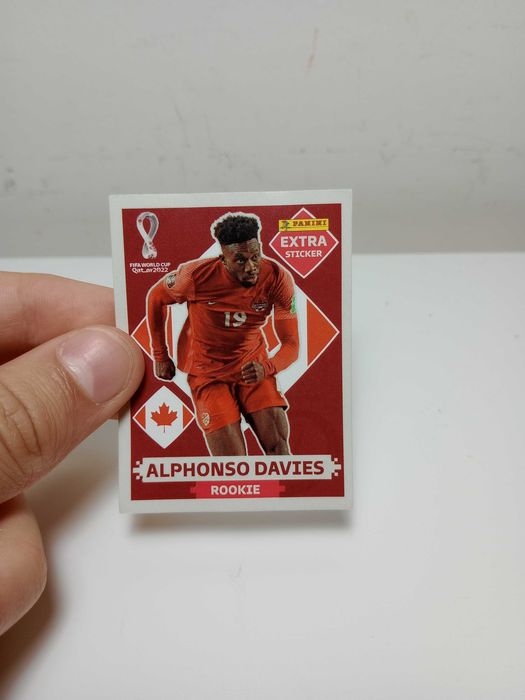 FIFA WORLD CUP
Qatar2022
PANINI
EXTRA
STICKER
19
ALPHONSO DAVIES
ROOKIE